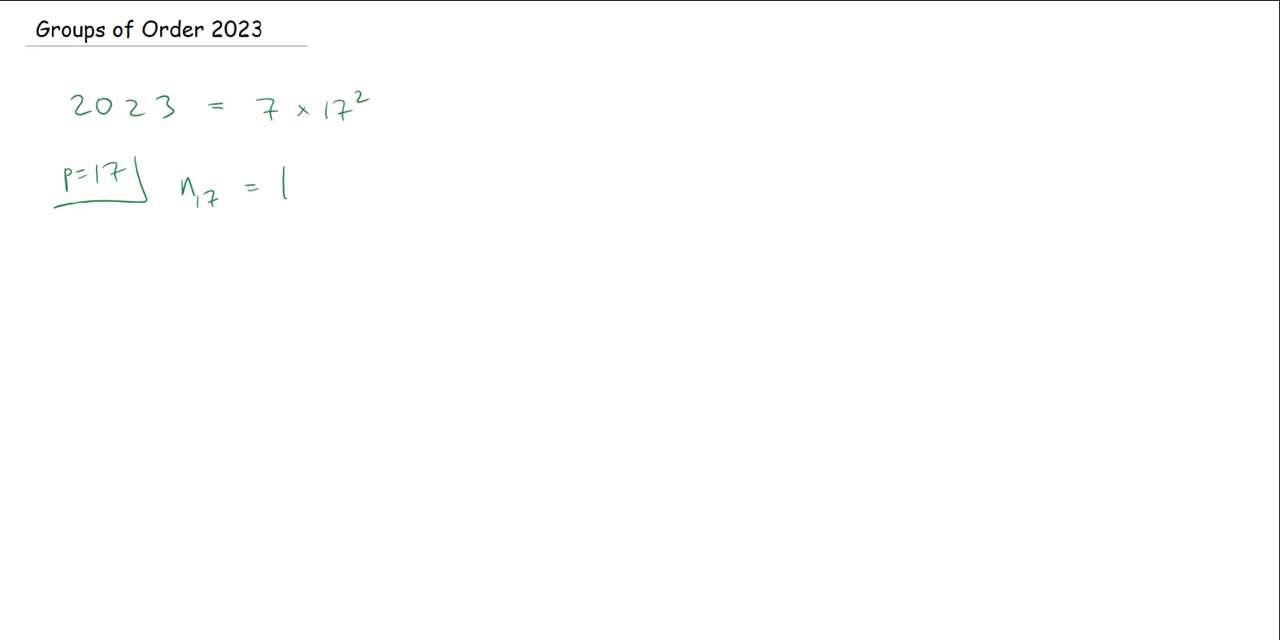 Groups of Order 2023
2023 = 7 × 17²
p=17 n₁₇ = 1